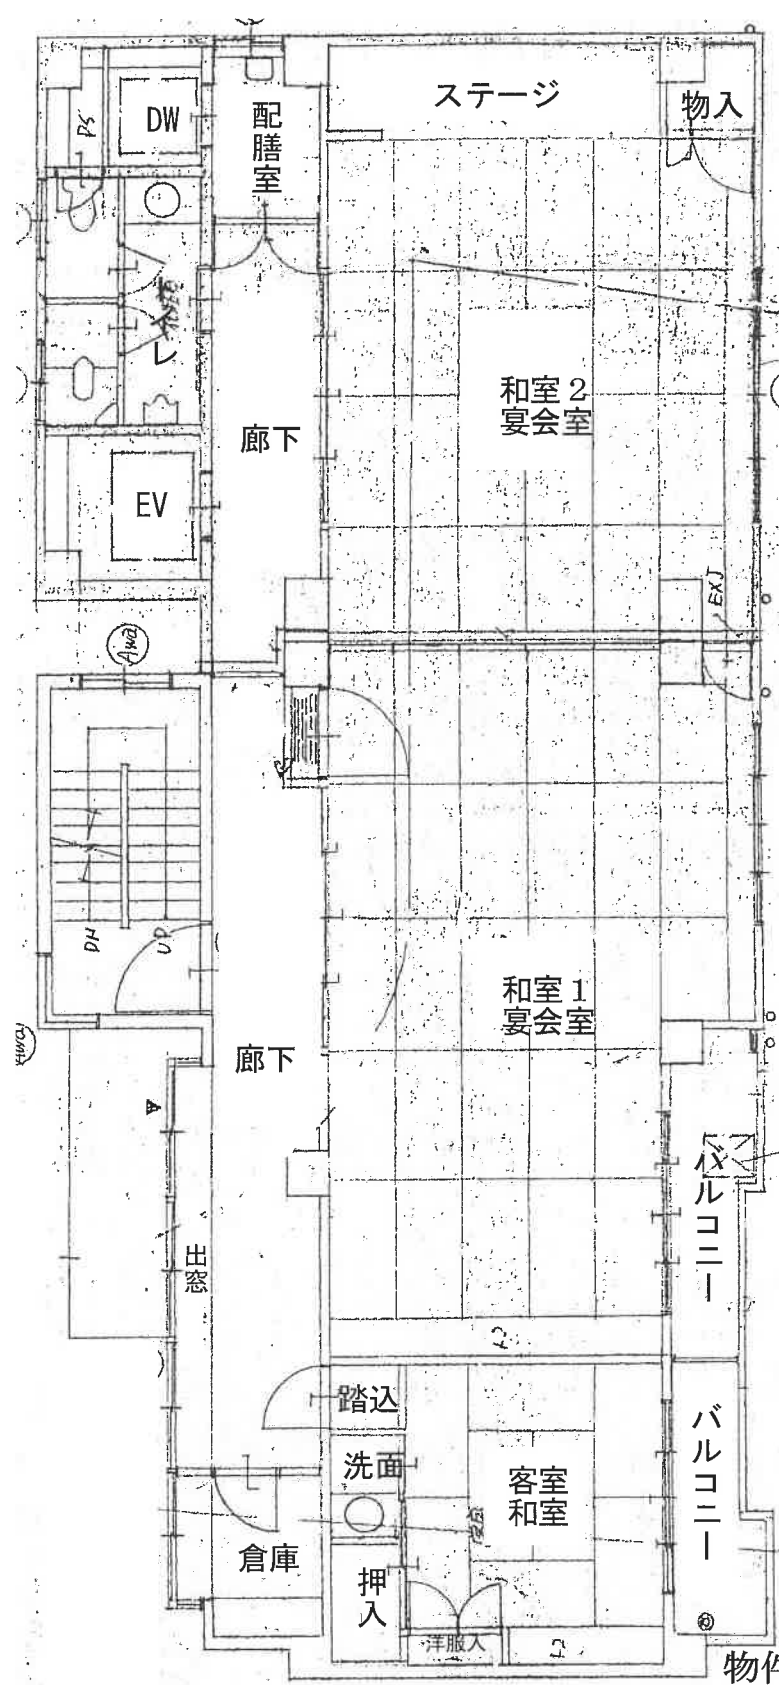 ステージ
物入
配膳室
DW
PS
トイレ
和室2
宴会室
廊下
EV
EXJ
Awd
DN
UP
和室1
宴会室
廊下
出窓
バルコニー
踏込
洗面
客室
和室
バルコニー
倉庫
押入
洋服入
物件